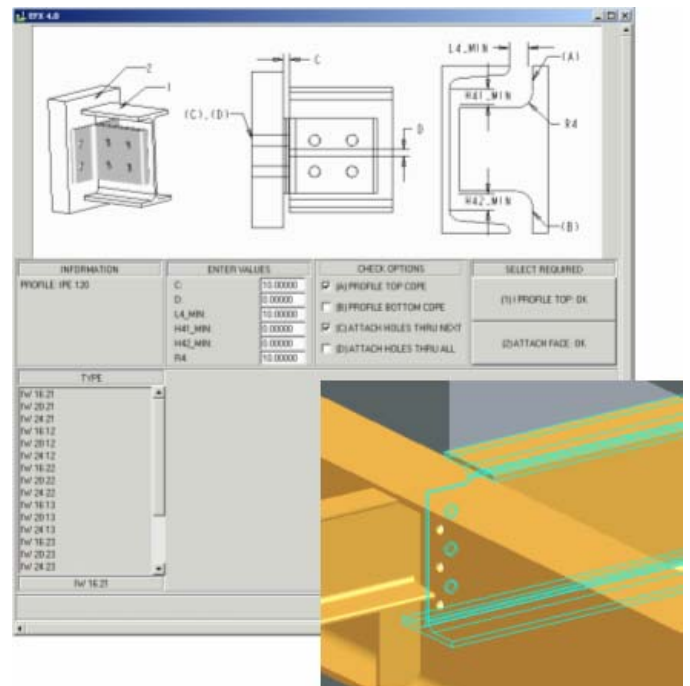 EFX 4.0
2
1
C
(C),(D)
D
L4_MIN
(A)
H41_MIN
R4
H42_MIN
(B)
INFORMATION
PROFILE: IPE 120
ENTER VALUES
C: 10.00000
D: 0.00000
L4_MIN: 10.00000
H41_MIN: 0.00000
H42_MIN: 0.00000
R4 10.00000
CHECK OPTIONS
(A) PROFILE TOP COPE
(B) PROFILE BOTTOM COPE
(C) ATTACH HOLES THRU NEXT
(D) ATTACH HOLES THRU ALL
SELECT REQUIRED
(1) I PROFILE TOP: OK
(2) ATTACH FACE: OK
TYPE
fW 16 21
fW 20 21
fW 24 21
fW 16 12
fW 20 12
fW 24 12
fW 16 22
fW 20 22
fW 24 22
fW 16 13
fW 20 13
fW 24 13
fW 16 23
fW 20 23
fW 24 23
fW 16 21